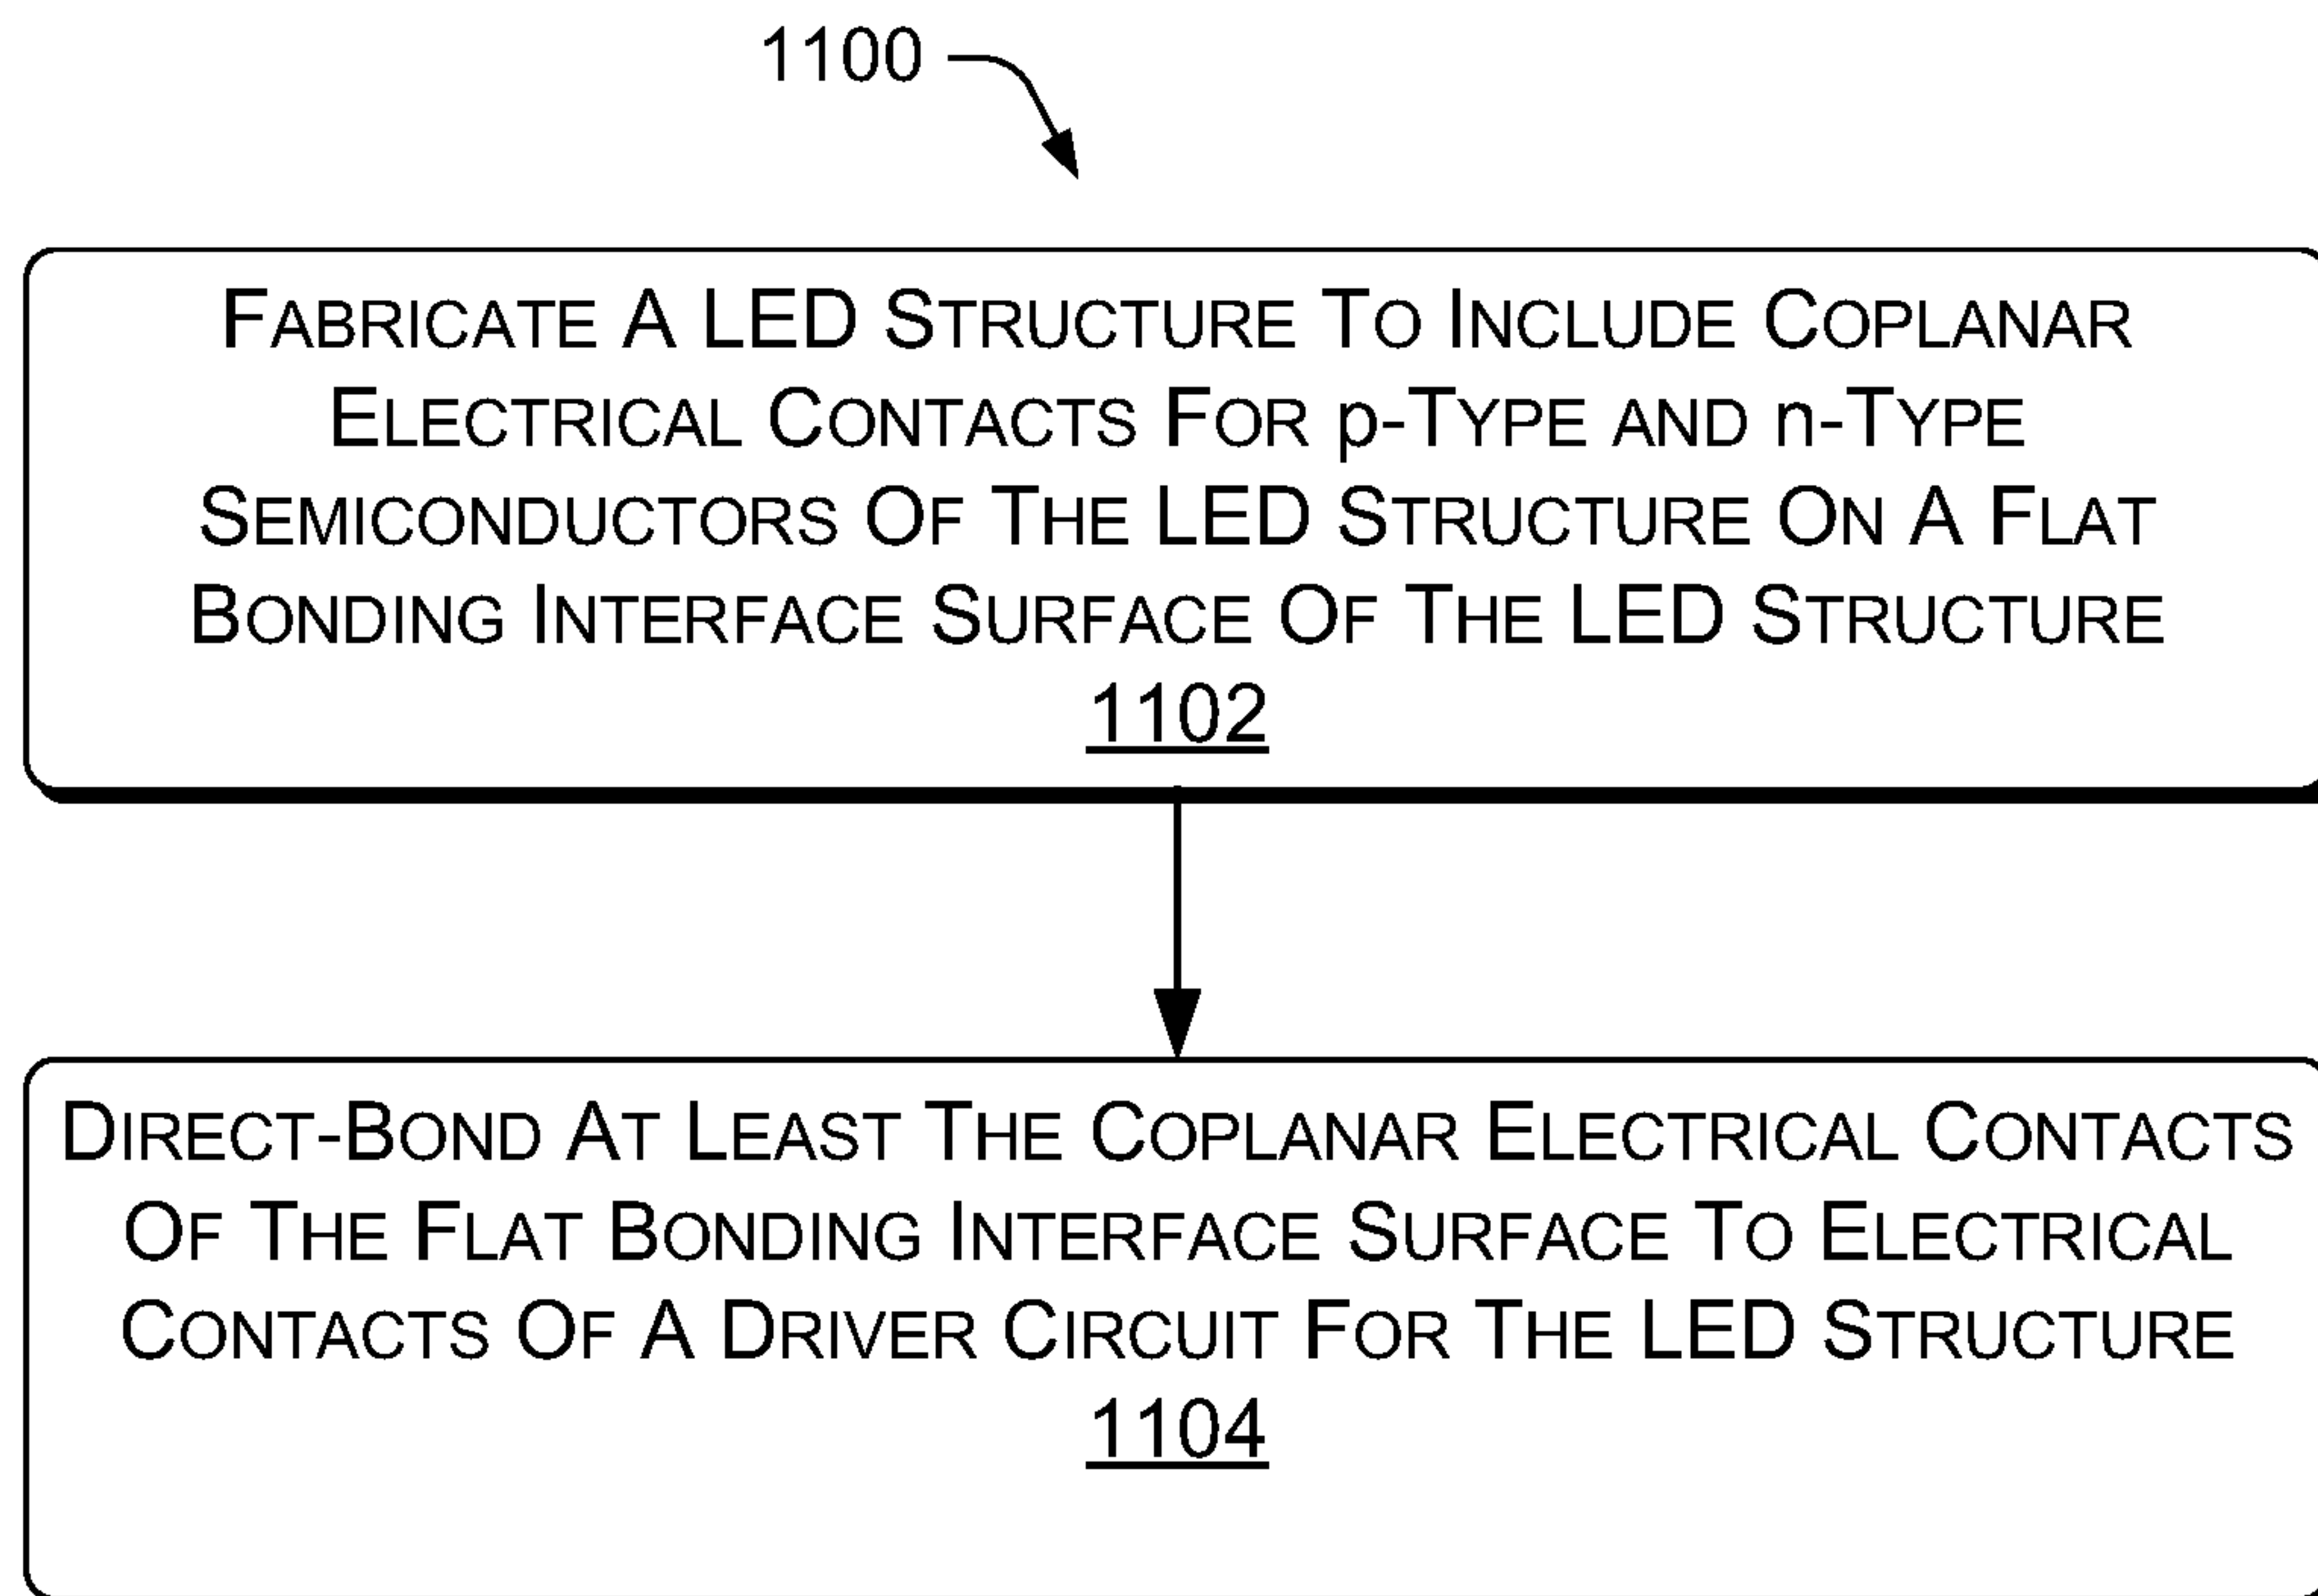 1100
FABRICATE A LED STRUCTURE TO INCLUDE COPLANAR
ELECTRICAL CONTACTS FOR p-TYPE AND n-TYPE
SEMICONDUCTORS OF THE LED STRUCTURE ON A FLAT
BONDING INTERFACE SURFACE OF THE LED STRUCTURE
1102
DIRECT-BOND AT LEAST THE COPLANAR ELECTRICAL CONTACTS
OF THE FLAT BONDING INTERFACE SURFACE TO ELECTRICAL
CONTACTS OF A DRIVER CIRCUIT FOR THE LED STRUCTURE
1104